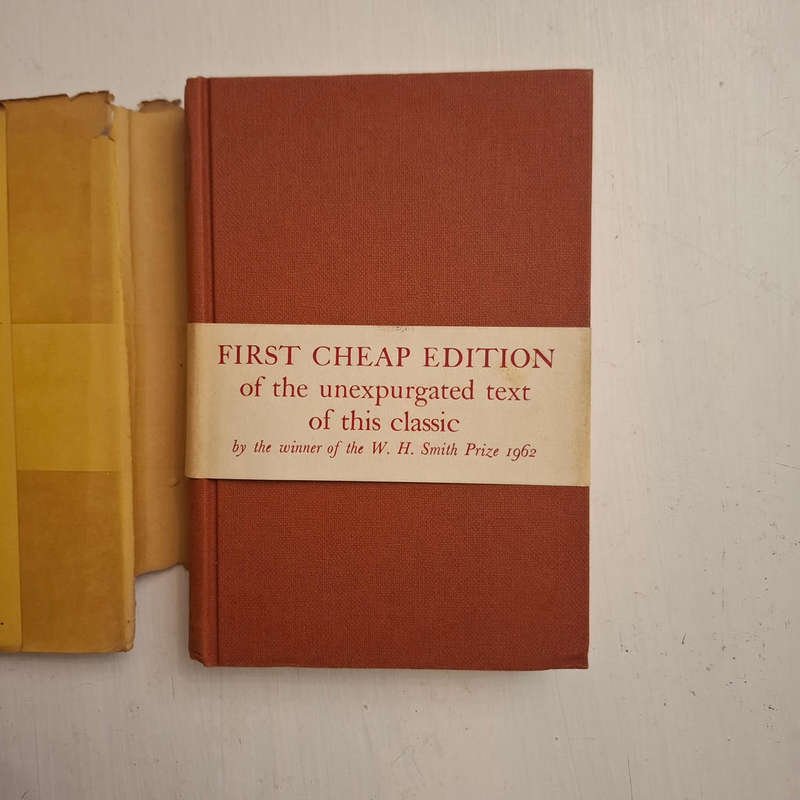 FIRST CHEAP EDITION
of the unexpurgated text
of this classic
by the winner of the W. H. Smith Prize 1962